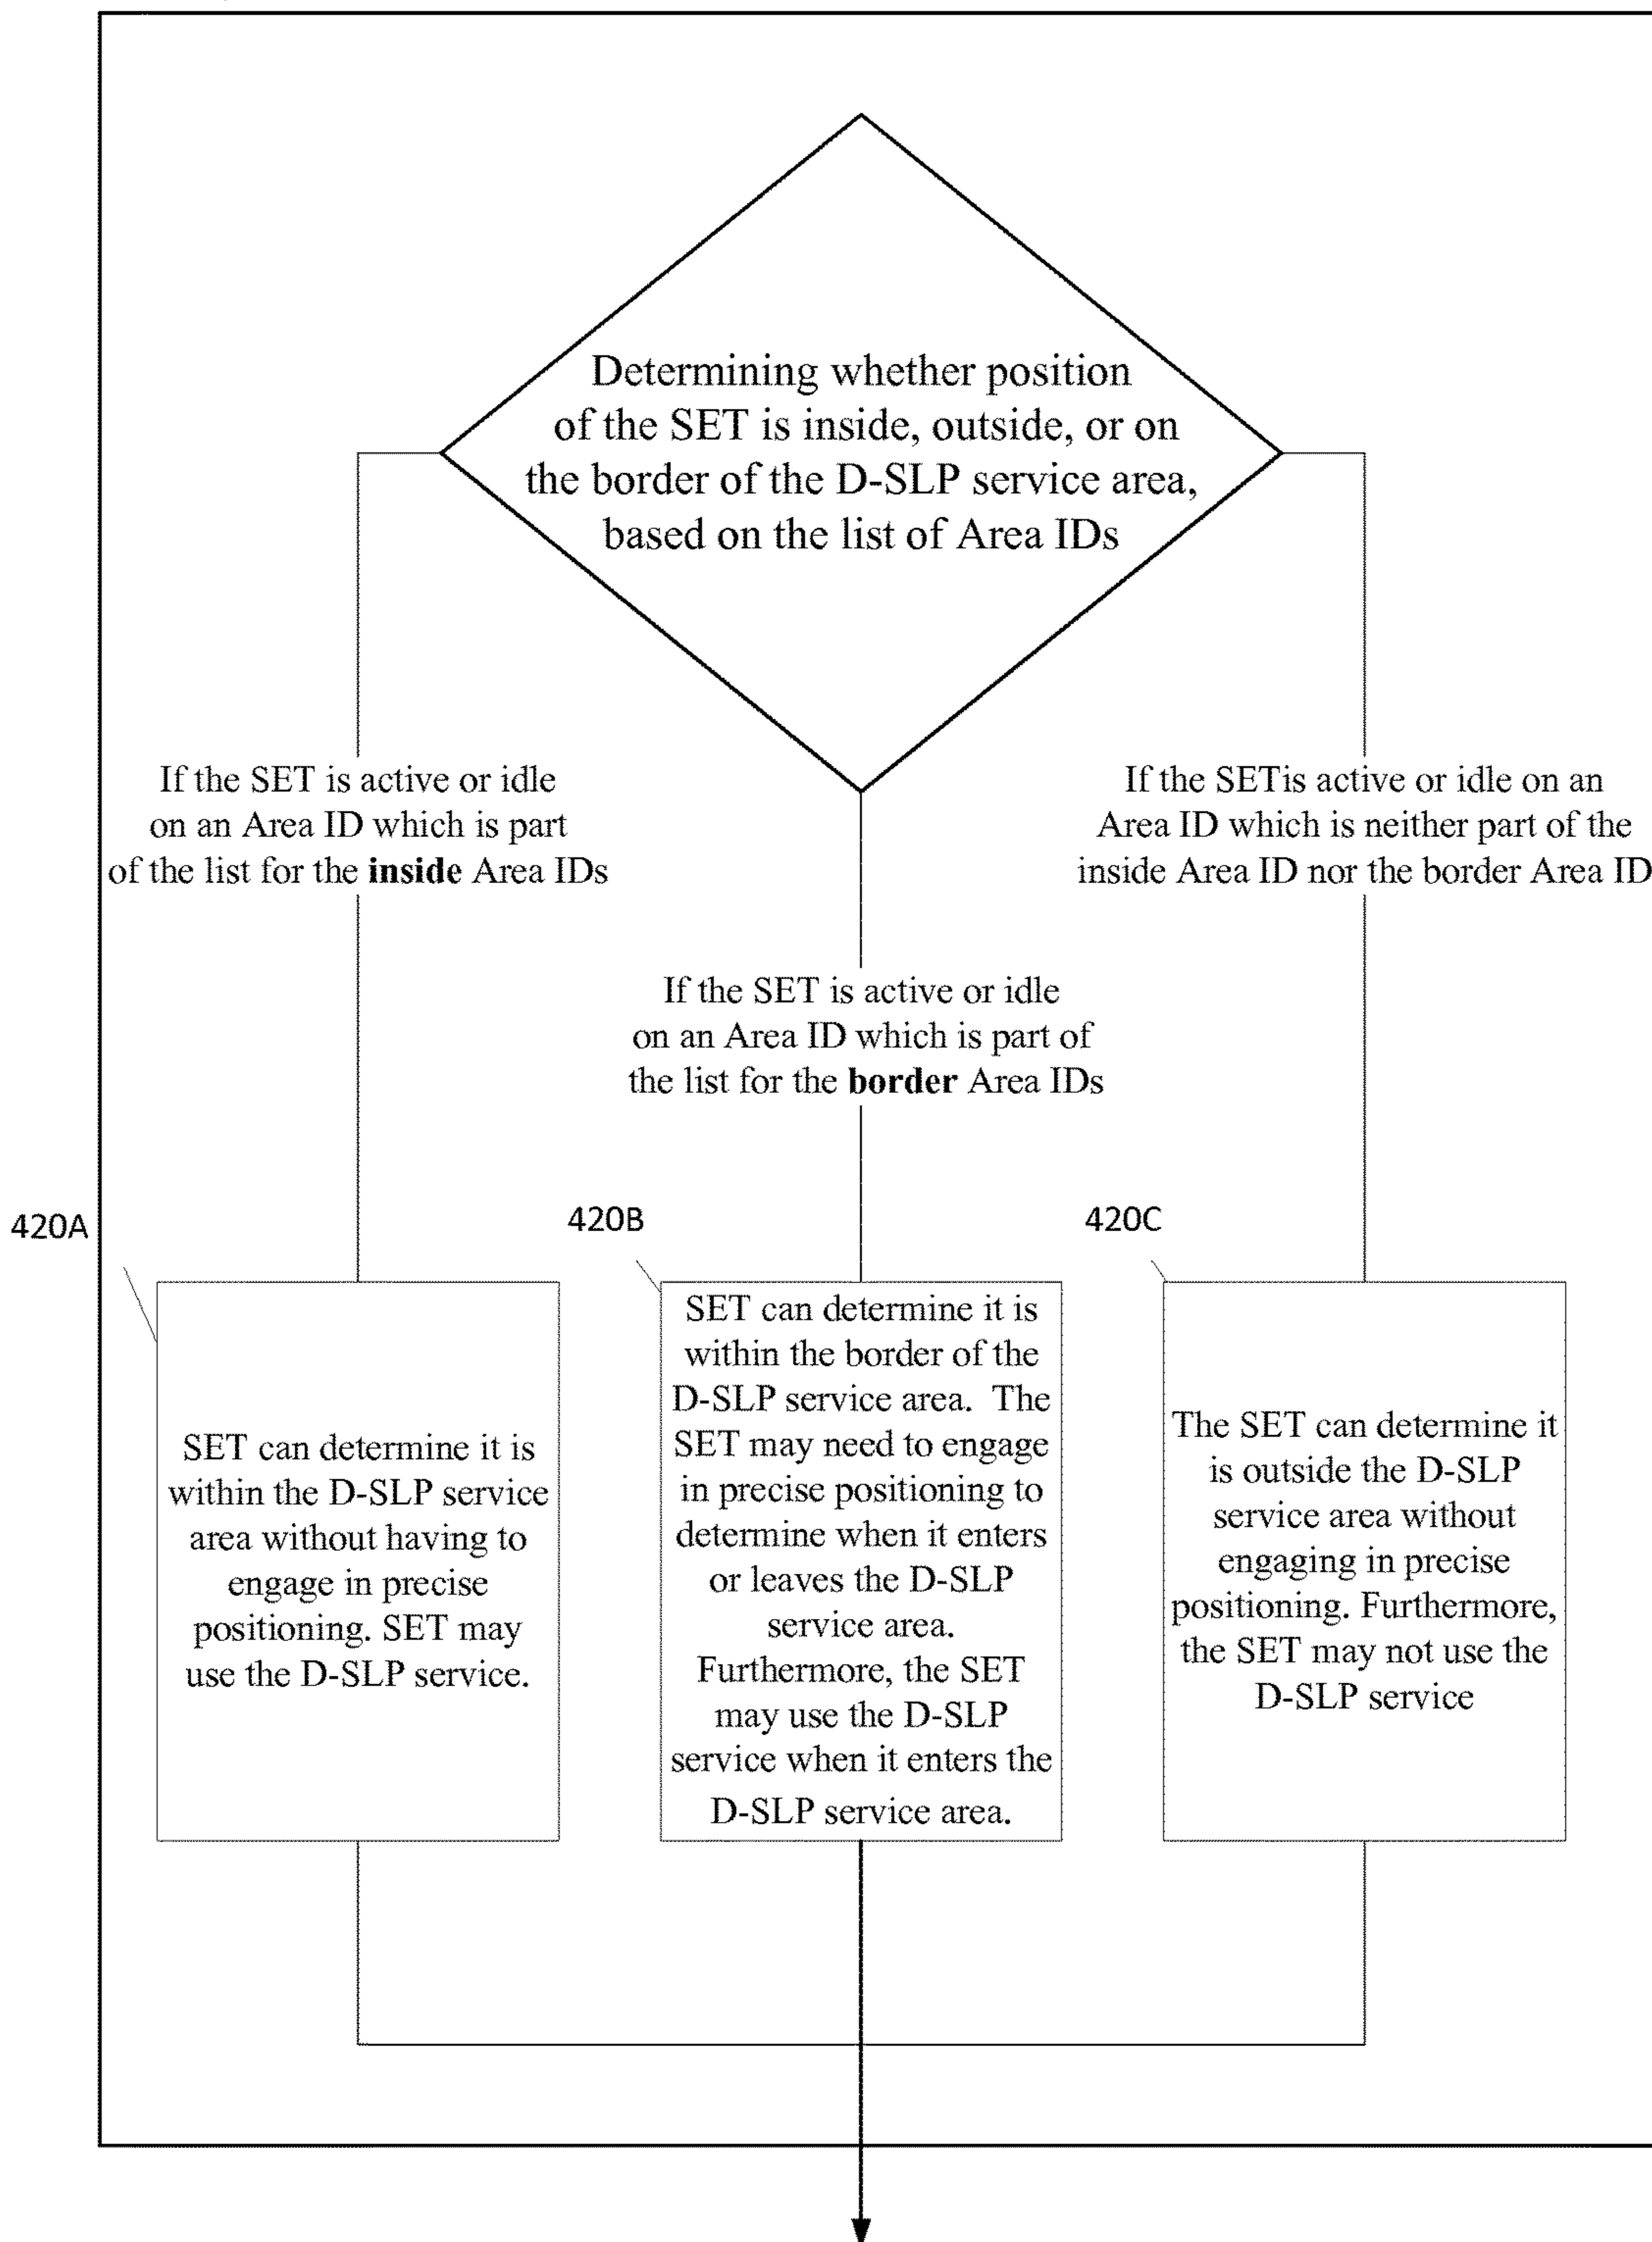 Determining whether position
of the SET is inside, outside, or on
the border of the D-SLP service area,
based on the list of Area IDs
If the SET is active or idle
on an Area ID which is part
of the list for the inside Area IDs
If the SETis active or idle on an
Area ID which is neither part of the
inside Area ID nor the border Area ID
If the SET is active or idle
on an Area ID which is part of
the list for the border Area IDs
420A
420B
420C
SET can determine it is
within the D-SLP service
area without having to
engage in precise
positioning. SET may
use the D-SLP service.
SET can determine it is
within the border of the
D-SLP service area. The
SET may need to engage
in precise positioning to
determine when it enters
or leaves the D-SLP
service area.
Furthermore, the SET
may use the D-SLP
service when it enters the
D-SLP service area.
The SET can determine it
is outside the D-SLP
service area without
engaging in precise
positioning. Furthermore,
the SET may not use the
D-SLP service